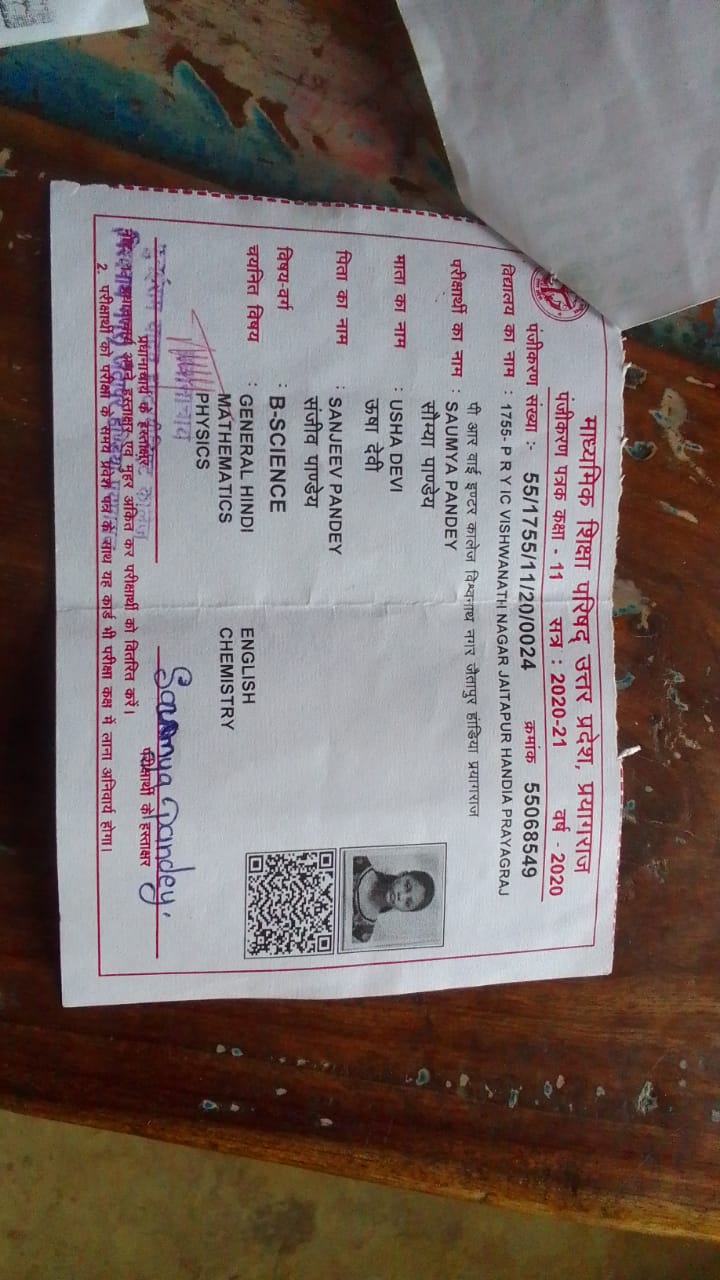 माध्यमिक शिक्षा परिषद् उत्तर प्रदेश, प्रयागराज
पंजीकरण पत्रक कक्षा - 11 सत्र : 2020-21 वर्ष - 2020
पंजीकरण संख्या :- 55/1755/11/20/0024 क्रमांक 55068549
विद्यालय का नाम : 1755- P R Y IC VISHWANATH NAGAR JAITAPUR HANDIA PRAYAGRAJ
पी आर वाई इण्टर कालेज विश्वनाथ नगर जैतापुर हांडिया प्रयागराज
परीक्षार्थी का नाम : SAUMYA PANDEY
सौम्या पाण्डेय
माता का नाम : USHA DEVI
ऊषा देवी
पिता का नाम : SANJEEV PANDEY
संजीव पाण्डेय
विषय-वर्ग : B-SCIENCE
चयनित विषय : GENERAL HINDI ENGLISH
MATHEMATICS CHEMISTRY
PHYSICS
Saumya Pandey.
प्रधानाचार्य के हस्ताक्षर परीक्षार्थी के हस्ताक्षर
हस्ताक्षर एवं मुहर अंकित कर परीक्षार्थी को वितरित करें।
2. परीक्षार्थी को परीक्षा के समय प्रवेश पत्र के साथ यह कार्ड भी परीक्षा कक्ष में लाना अनिवार्य होगा।